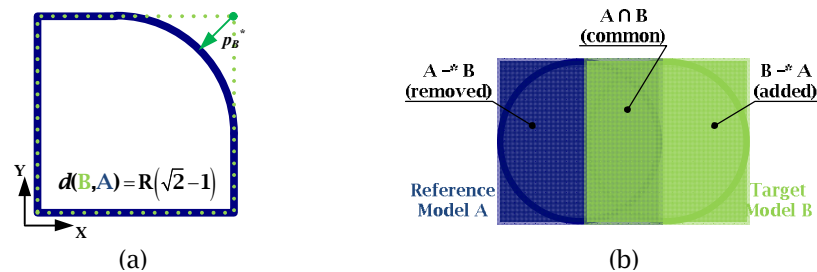 p_B*
d(B,A)=R(√2−1)
Y
X
(a)
A ∩ B
(common)
A −* B
(removed)
B −* A
(added)
Reference
Model A
Target
Model B
(b)